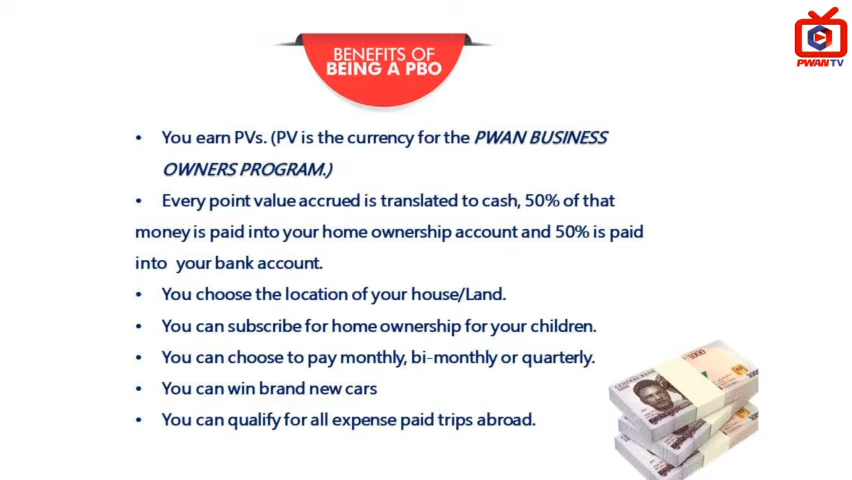 PWAN TV
BENEFITS OF
BEING A PBO
• You earn PVs. (PV is the currency for the PWAN BUSINESS
OWNERS PROGRAM.)
• Every point value accrued is translated to cash, 50% of that
money is paid into your home ownership account and 50% is paid
into your bank account.
• You choose the location of your house/Land.
• You can subscribe for home ownership for your children.
• You can choose to pay monthly, bi-monthly or quarterly.
• You can win brand new cars
• You can qualify for all expense paid trips abroad.
1000
CENTRAL BANK